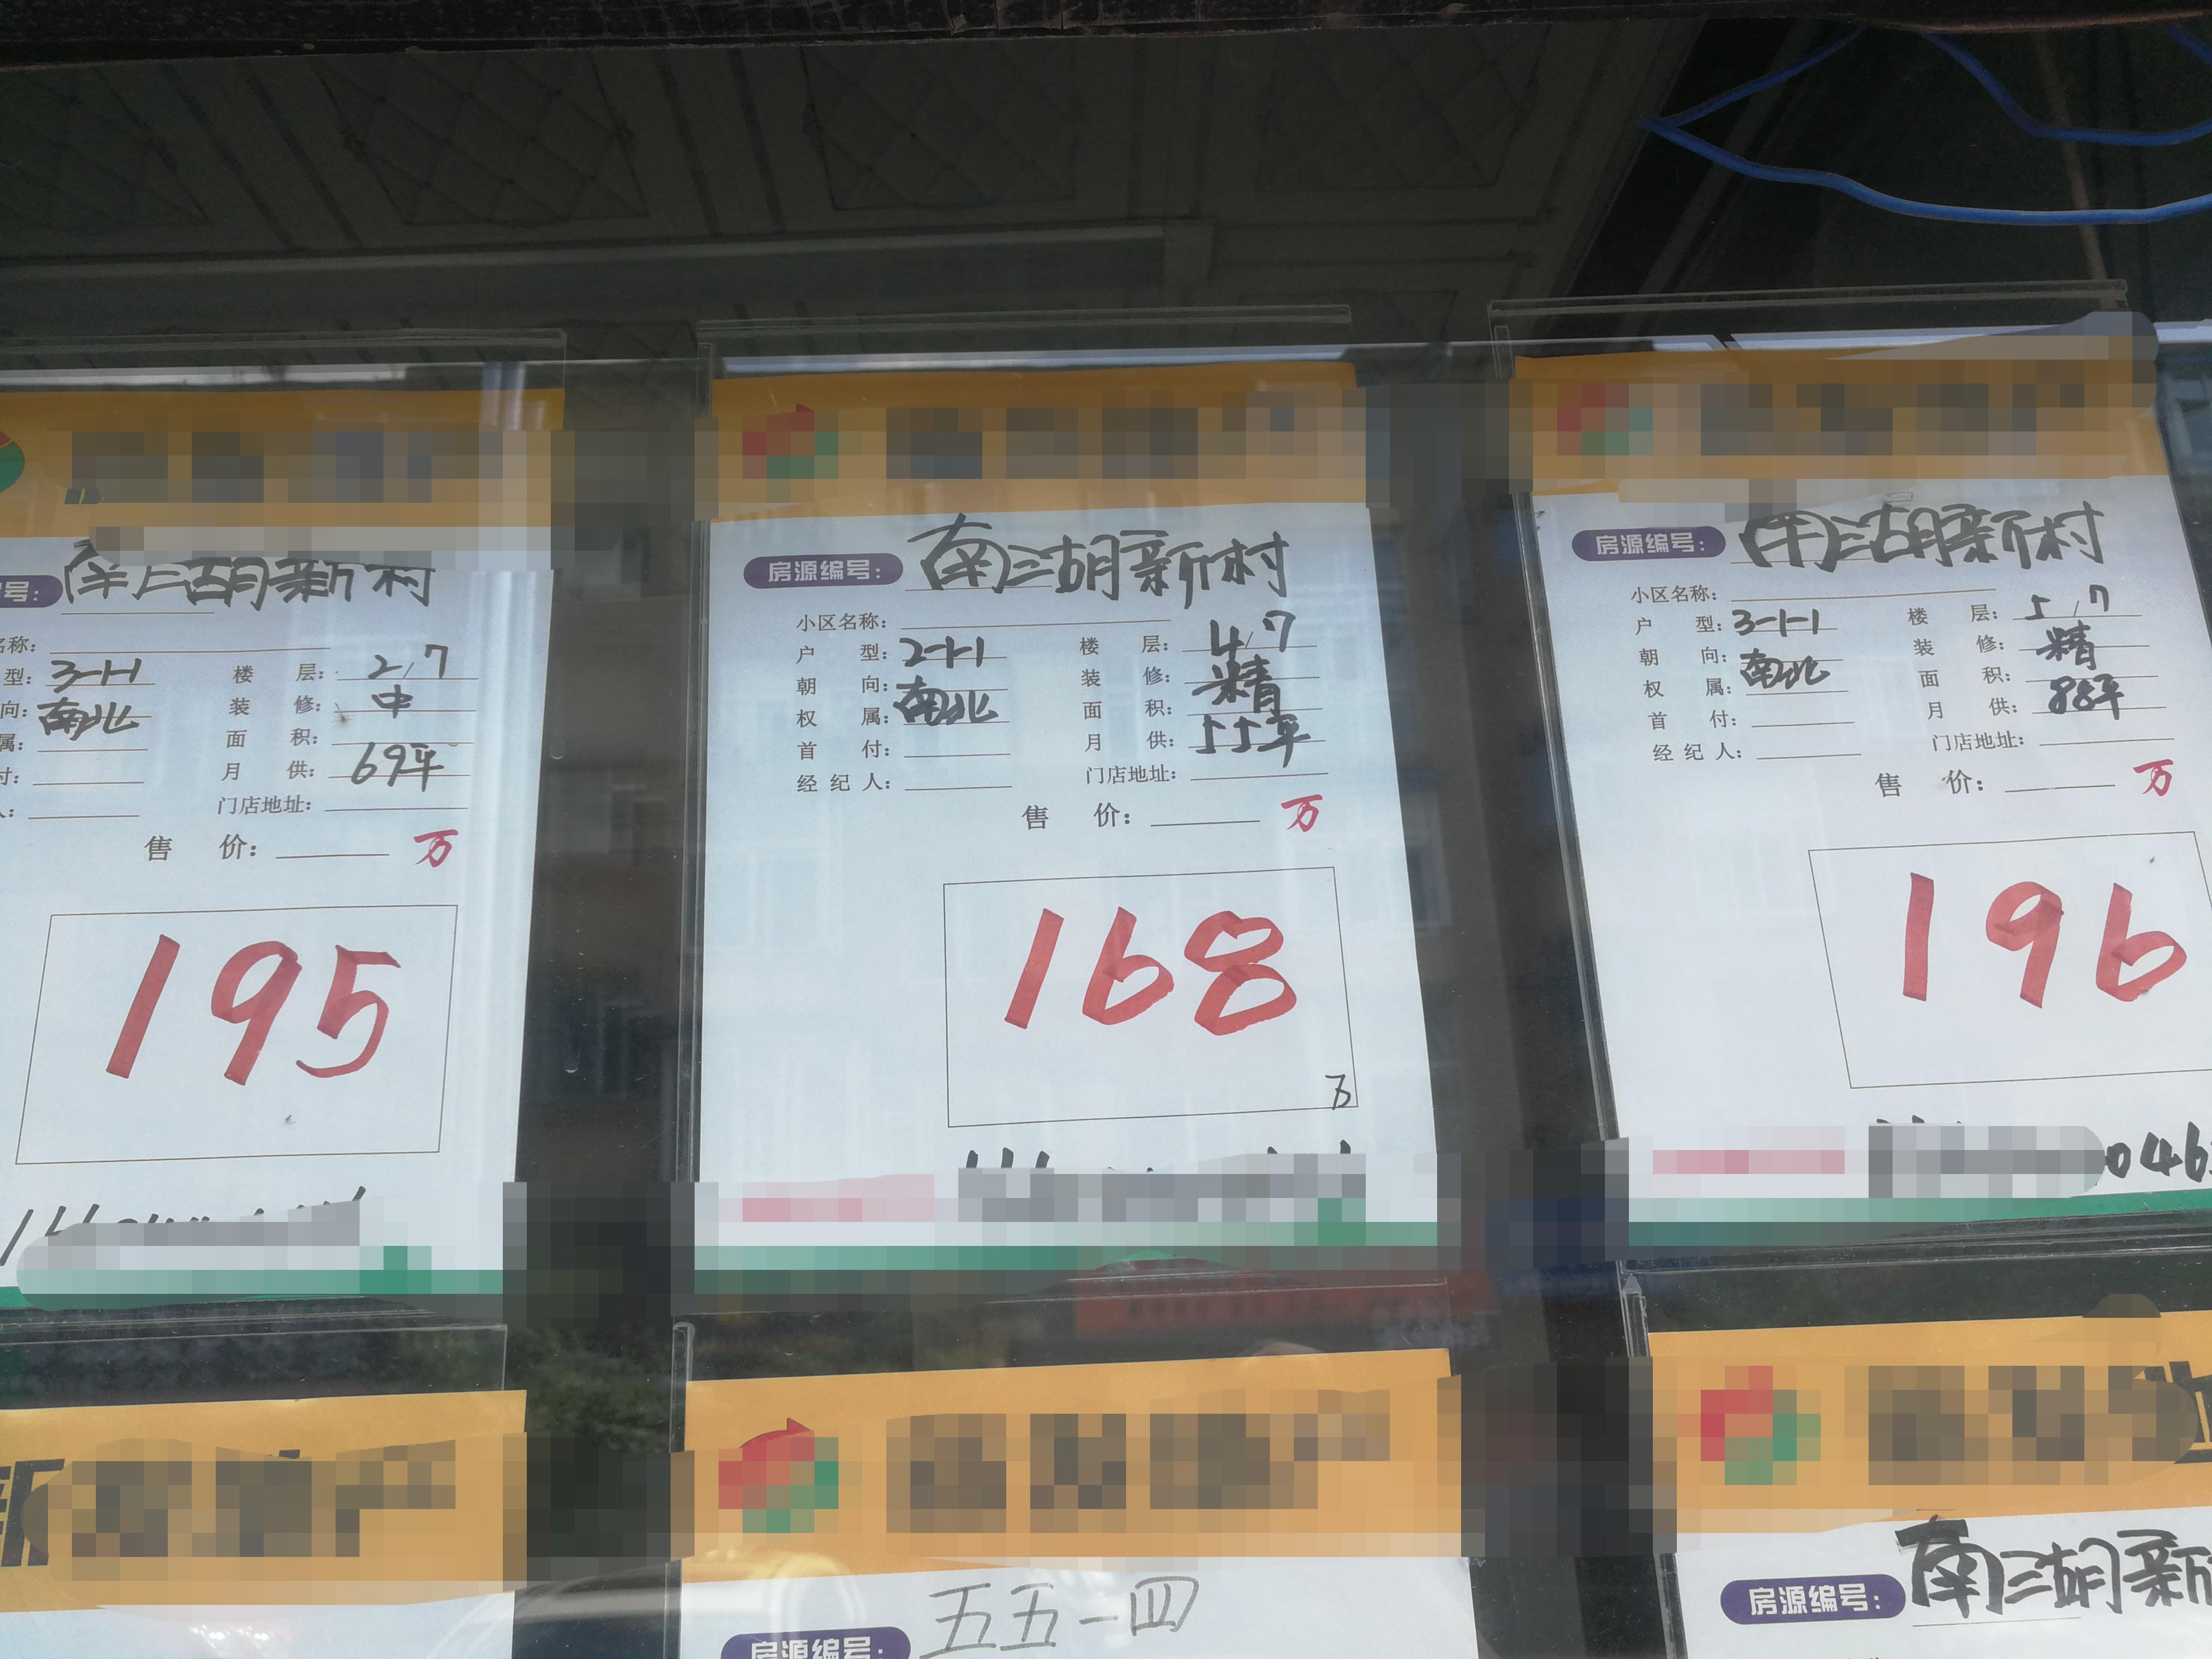 号：南湖新村
名称：
型：3-1-1 楼层：2/7
向：南北 装修：中
属： 面积：
付： 月供：69平
人： 门店地址：
售价： 万
195
房源编号：南湖新村
小区名称：
户型：2-1-1 楼层：4/7
朝向：南北 装修：精
权属： 面积：
首付： 月供：55平
经纪人： 门店地址：
售价： 万
168
万
房源编号：南湖新村
小区名称：
户型：3-1-1 楼层：5/7
朝向：南北 装修：精
权属： 面积：
首付： 月供：88平
经纪人： 门店地址：
售价： 万
196
046
房源编号：五五一四
房源编号：南湖新